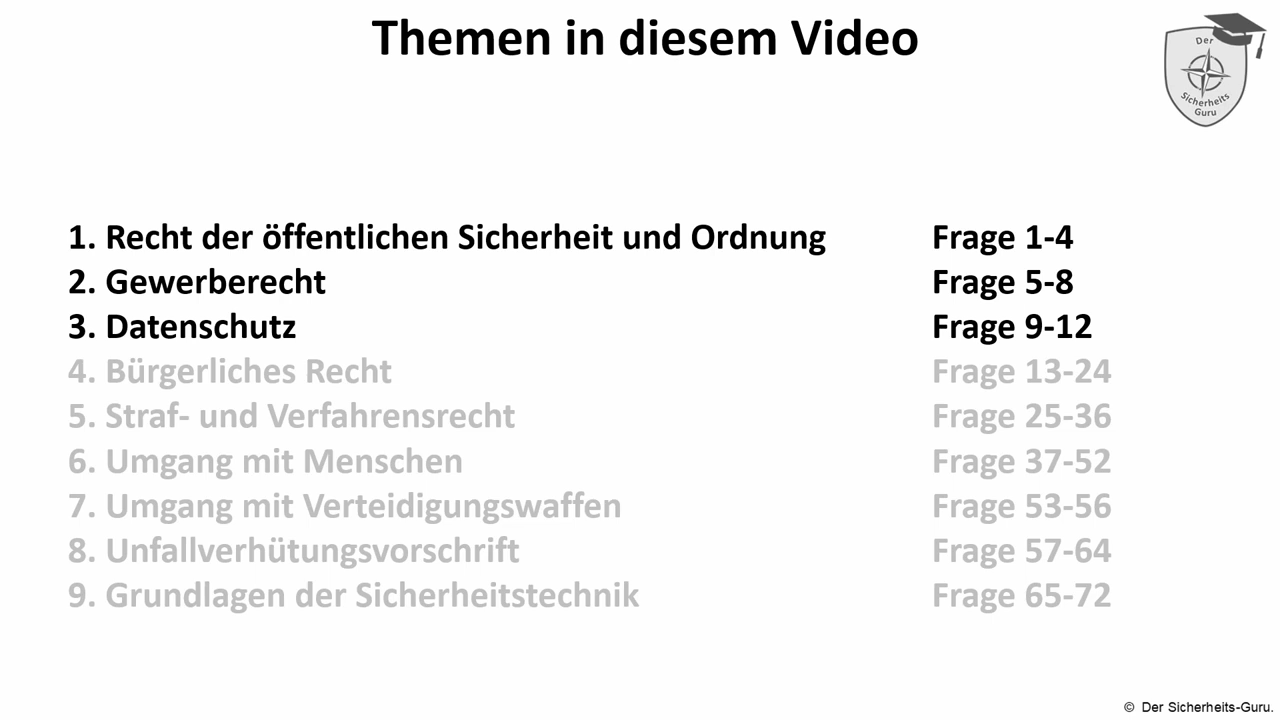 Themen in diesem Video
Der
Sicherheits
Guru
1. Recht der öffentlichen Sicherheit und Ordnung Frage 1-4
2. Gewerberecht Frage 5-8
3. Datenschutz Frage 9-12
4. Bürgerliches Recht Frage 13-24
5. Straf- und Verfahrensrecht Frage 25-36
6. Umgang mit Menschen Frage 37-52
7. Umgang mit Verteidigungswaffen Frage 53-56
8. Unfallverhütungsvorschrift Frage 57-64
9. Grundlagen der Sicherheitstechnik Frage 65-72
© Der Sicherheits-Guru.